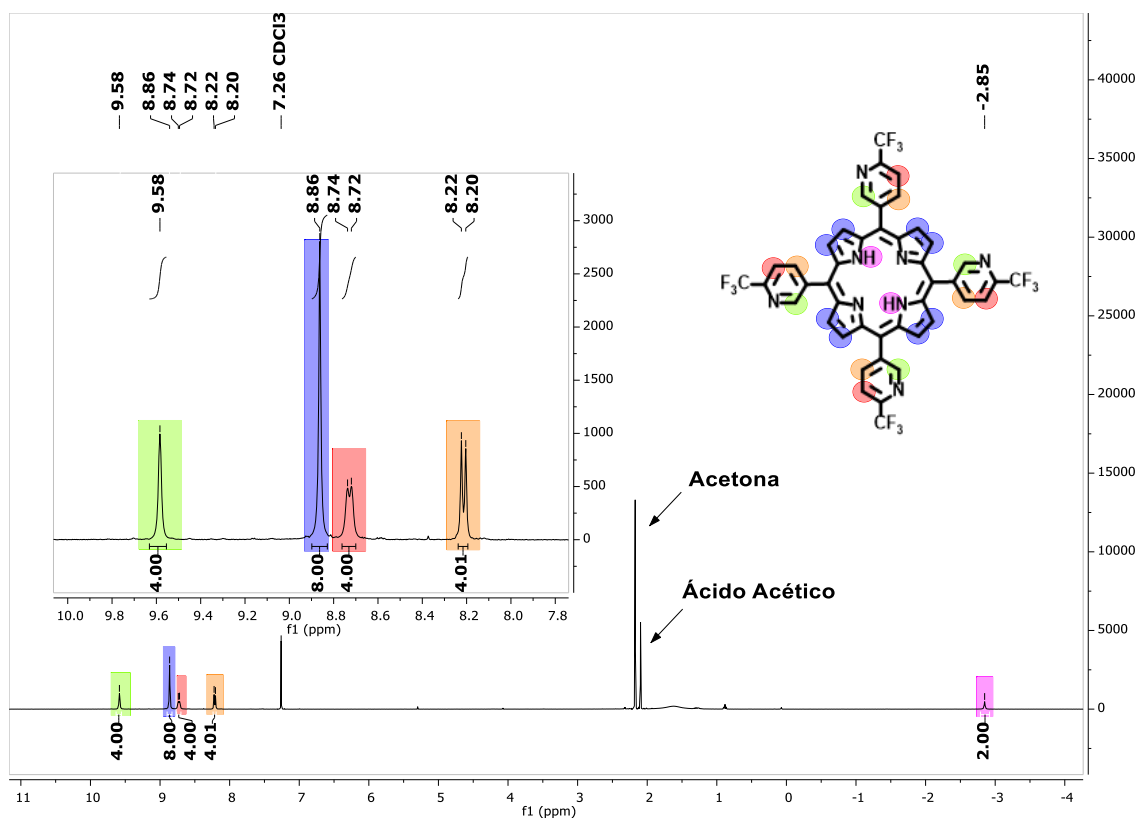 9.58
8.86
8.74
8.72
8.22
8.20
7.26 CDCl3
-2.85
9.58
8.86
8.74
8.72
8.22
8.20
3000
2500
2000
1500
1000
500
0
4.00
8.00
4.00
4.01
10.0 9.8 9.6 9.4 9.2 9.0 8.8 8.6 8.4 8.2 8.0 7.8
f1 (ppm)
CF3
N
NH
N
N
CF3
F3C
N
N
HN
N
CF3
Acetona
Ácido Acético
40000
35000
30000
25000
20000
15000
10000
5000
0
4.00
8.00
4.00
4.01
2.00
11 10 9 8 7 6 5 4 3 2 1 0 -1 -2 -3 -4
f1 (ppm)